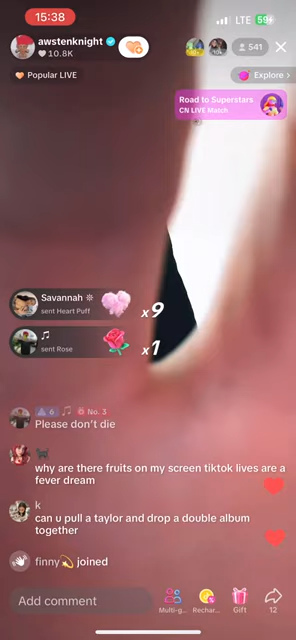 15:38
LTE 59
awstenknight
10.8K
541
Popular LIVE
Explore >
Road to Superstars
CN LIVE Match
Savannah
sent Heart Puff
x9
sent Rose
x1
6 No. 3
Please don't die
why are there fruits on my screen tiktok lives are a
fever dream
k
can u pull a taylor and drop a double album
together
finny💫 joined
Add comment
Multi-g...
Rechar...
Gift
12